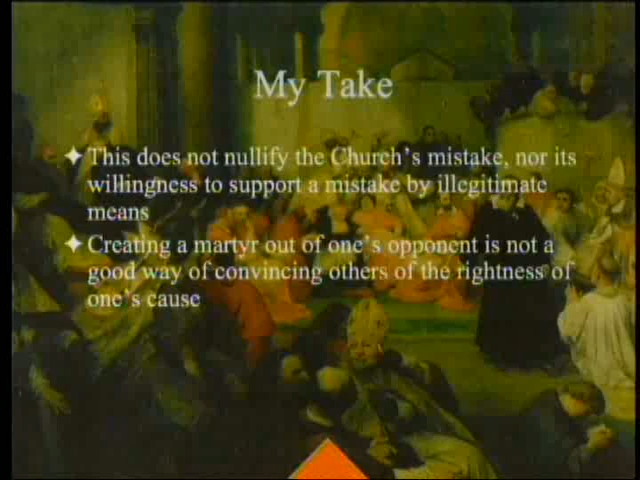 My Take
✦ This does not nullify the Church's mistake, nor its
willingness to support a mistake by illegitimate
means
✦ Creating a martyr out of one's opponent is not a
good way of convincing others of the rightness of
one's cause